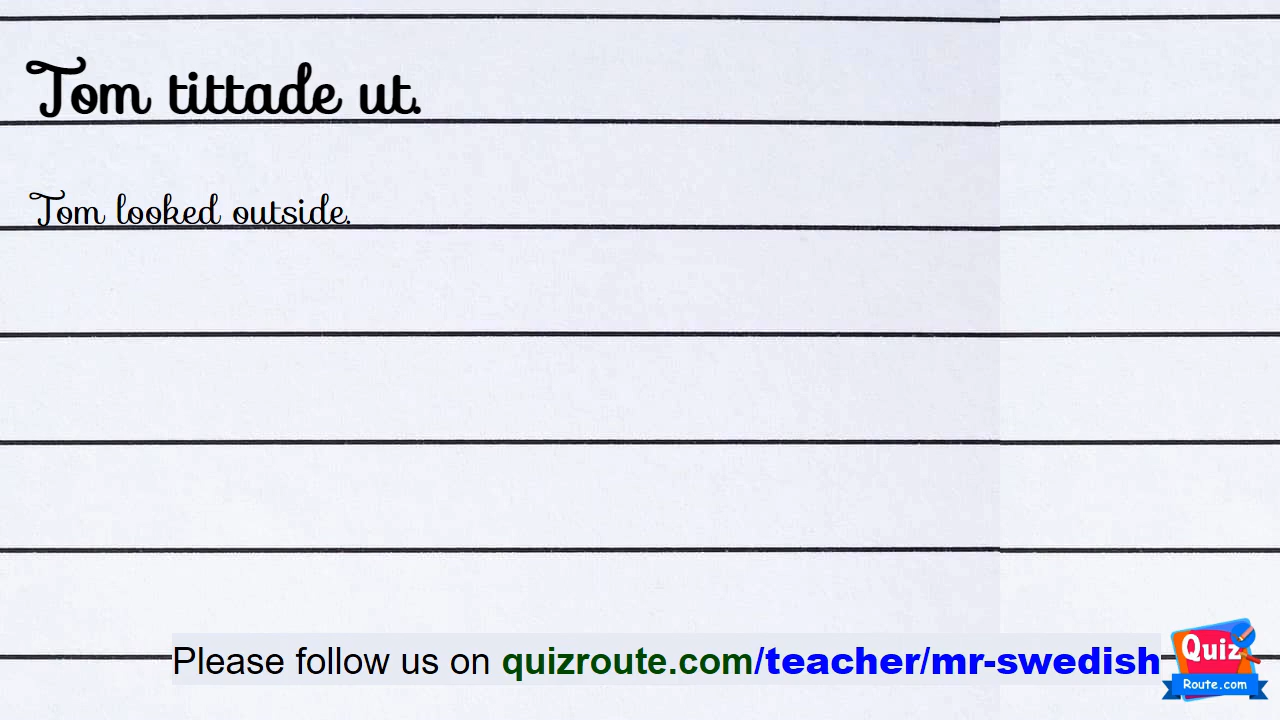 Tom tittade ut.
Tom looked outside.
Please follow us on quizroute.com/teacher/mr-swedish
Quiz
Route.com